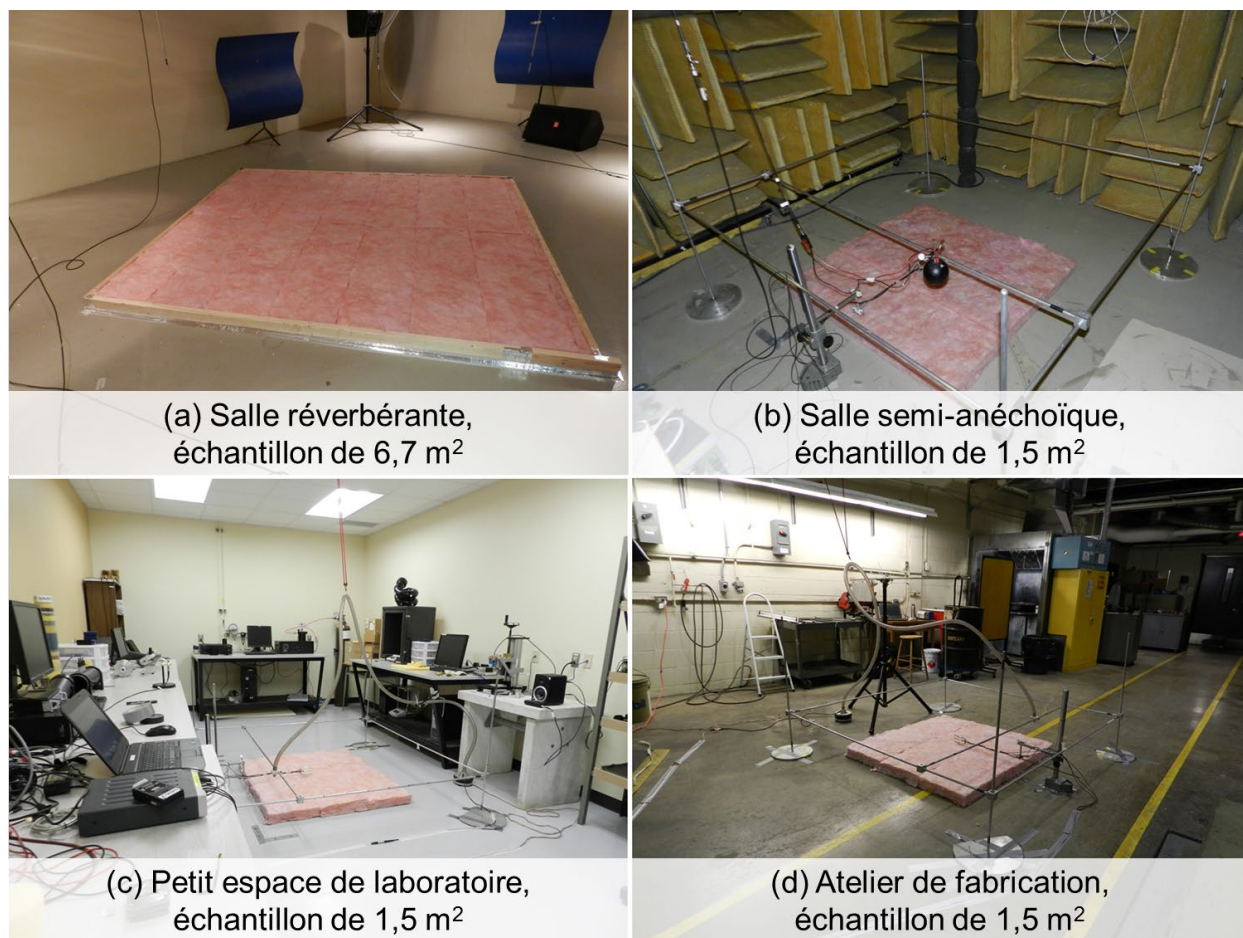 (a) Salle réverbérante,
échantillon de 6,7 m²
(b) Salle semi-anéchoïque,
échantillon de 1,5 m²
(c) Petit espace de laboratoire,
échantillon de 1,5 m²
(d) Atelier de fabrication,
échantillon de 1,5 m²